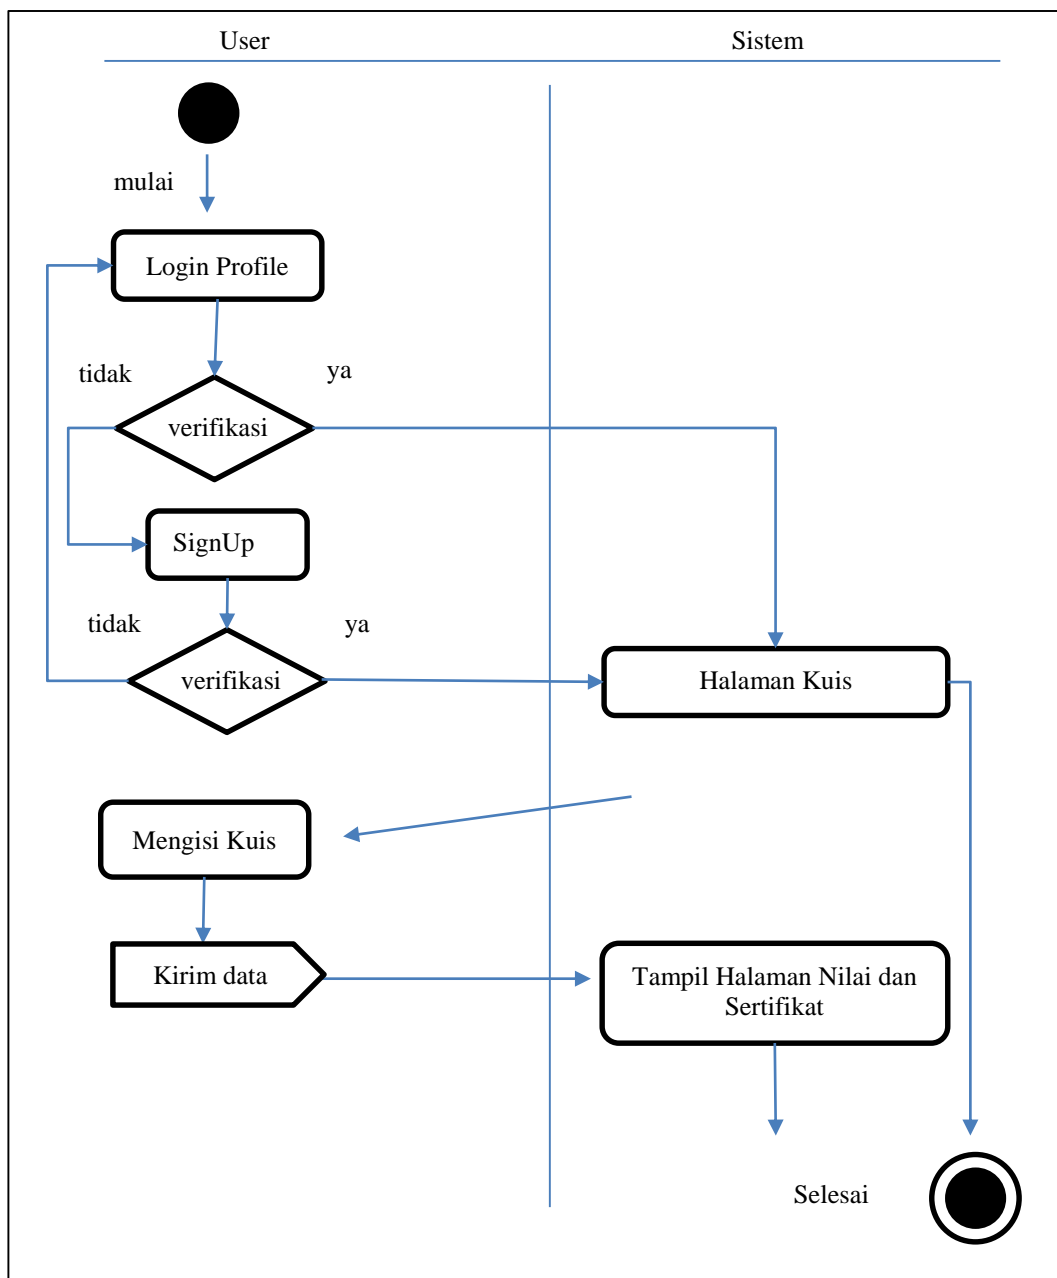 User
Sistem
mulai
Login Profile
tidak
ya
verifikasi
SignUp
tidak
ya
verifikasi
Halaman Kuis
Mengisi Kuis
Kirim data
Tampil Halaman Nilai dan
Sertifikat
Selesai